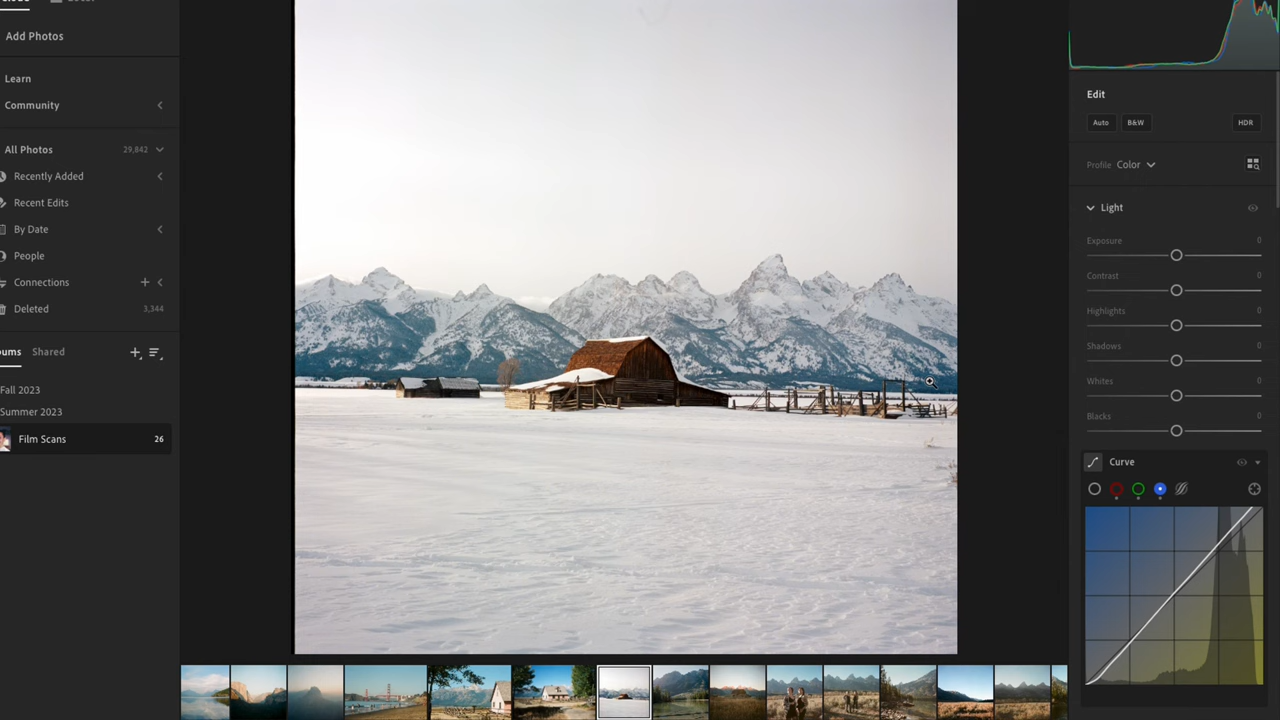 Add Photos
Learn
Community
All Photos 29,842
Recently Added
Recent Edits
By Date
People
Connections +
Deleted 3,344
Shared +
Fall 2023
Summer 2023
Film Scans 26
Edit
Auto B&W HDR
Profile Color
Light
Exposure 0
Contrast 0
Highlights 0
Shadows 0
Whites 0
Blacks 0
Curve